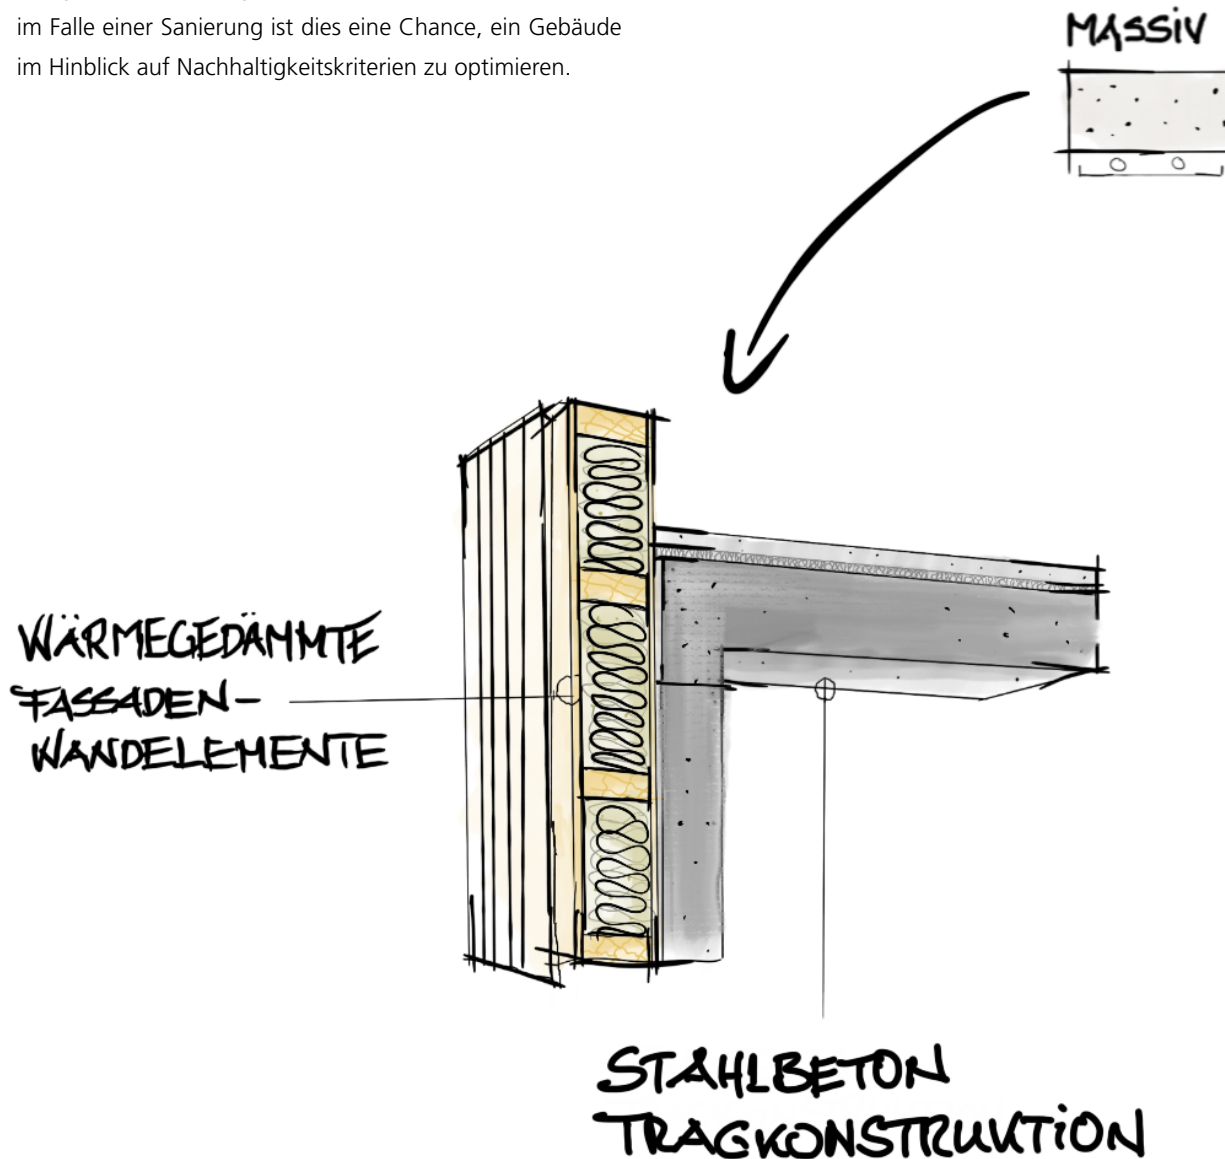 im Falle einer Sanierung ist dies eine Chance, ein Gebäude
im Hinblick auf Nachhaltigkeitskriterien zu optimieren.
MASSiV
WÄRMEGEDÄMMTE
FASSADEN-
WANDELEMENTE
STAHLBETON
TRAGKONSTRUKTiON